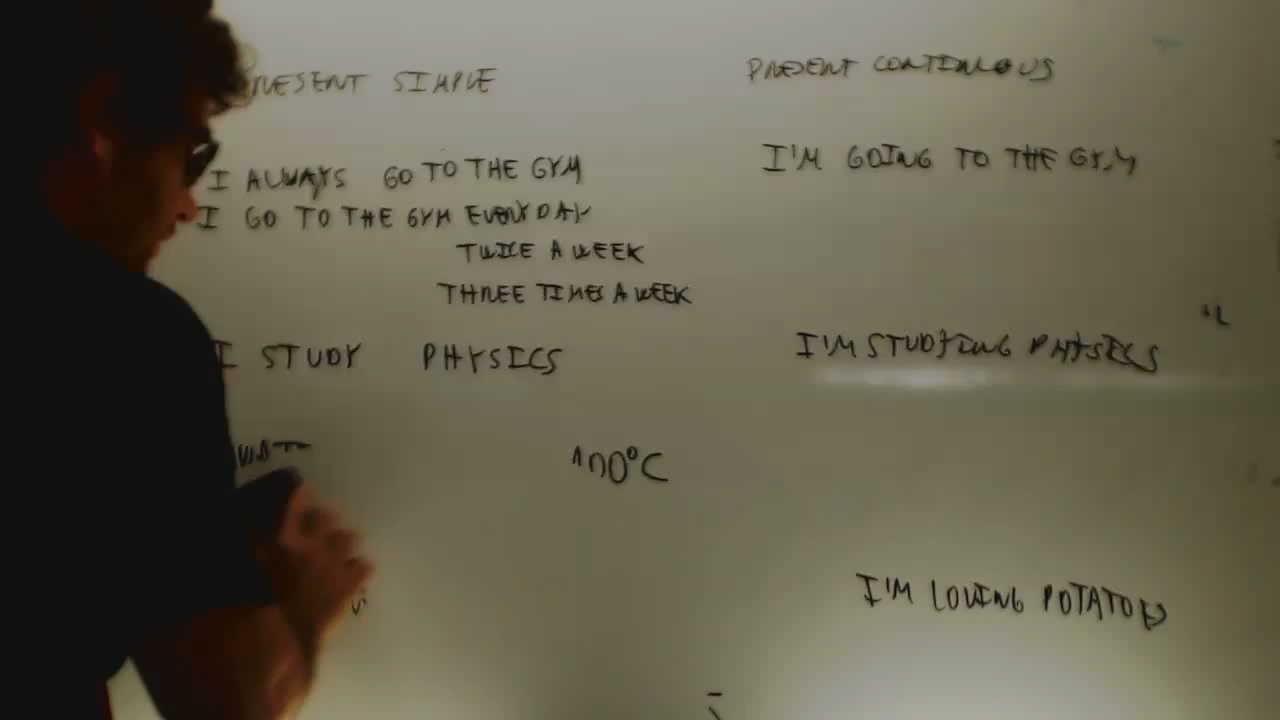 PRESENT SIMPLE
I ALWAYS GO TO THE GYM
I GO TO THE GYM EVERYDAY
TWICE A WEEK
THREE TIMES A WEEK
I STUDY PHYSICS
100°C
PRESENT CONTINUOUS
I'M GOING TO THE GYM
I'M STUDYING PHYSICS
I'M LOVING POTATOES